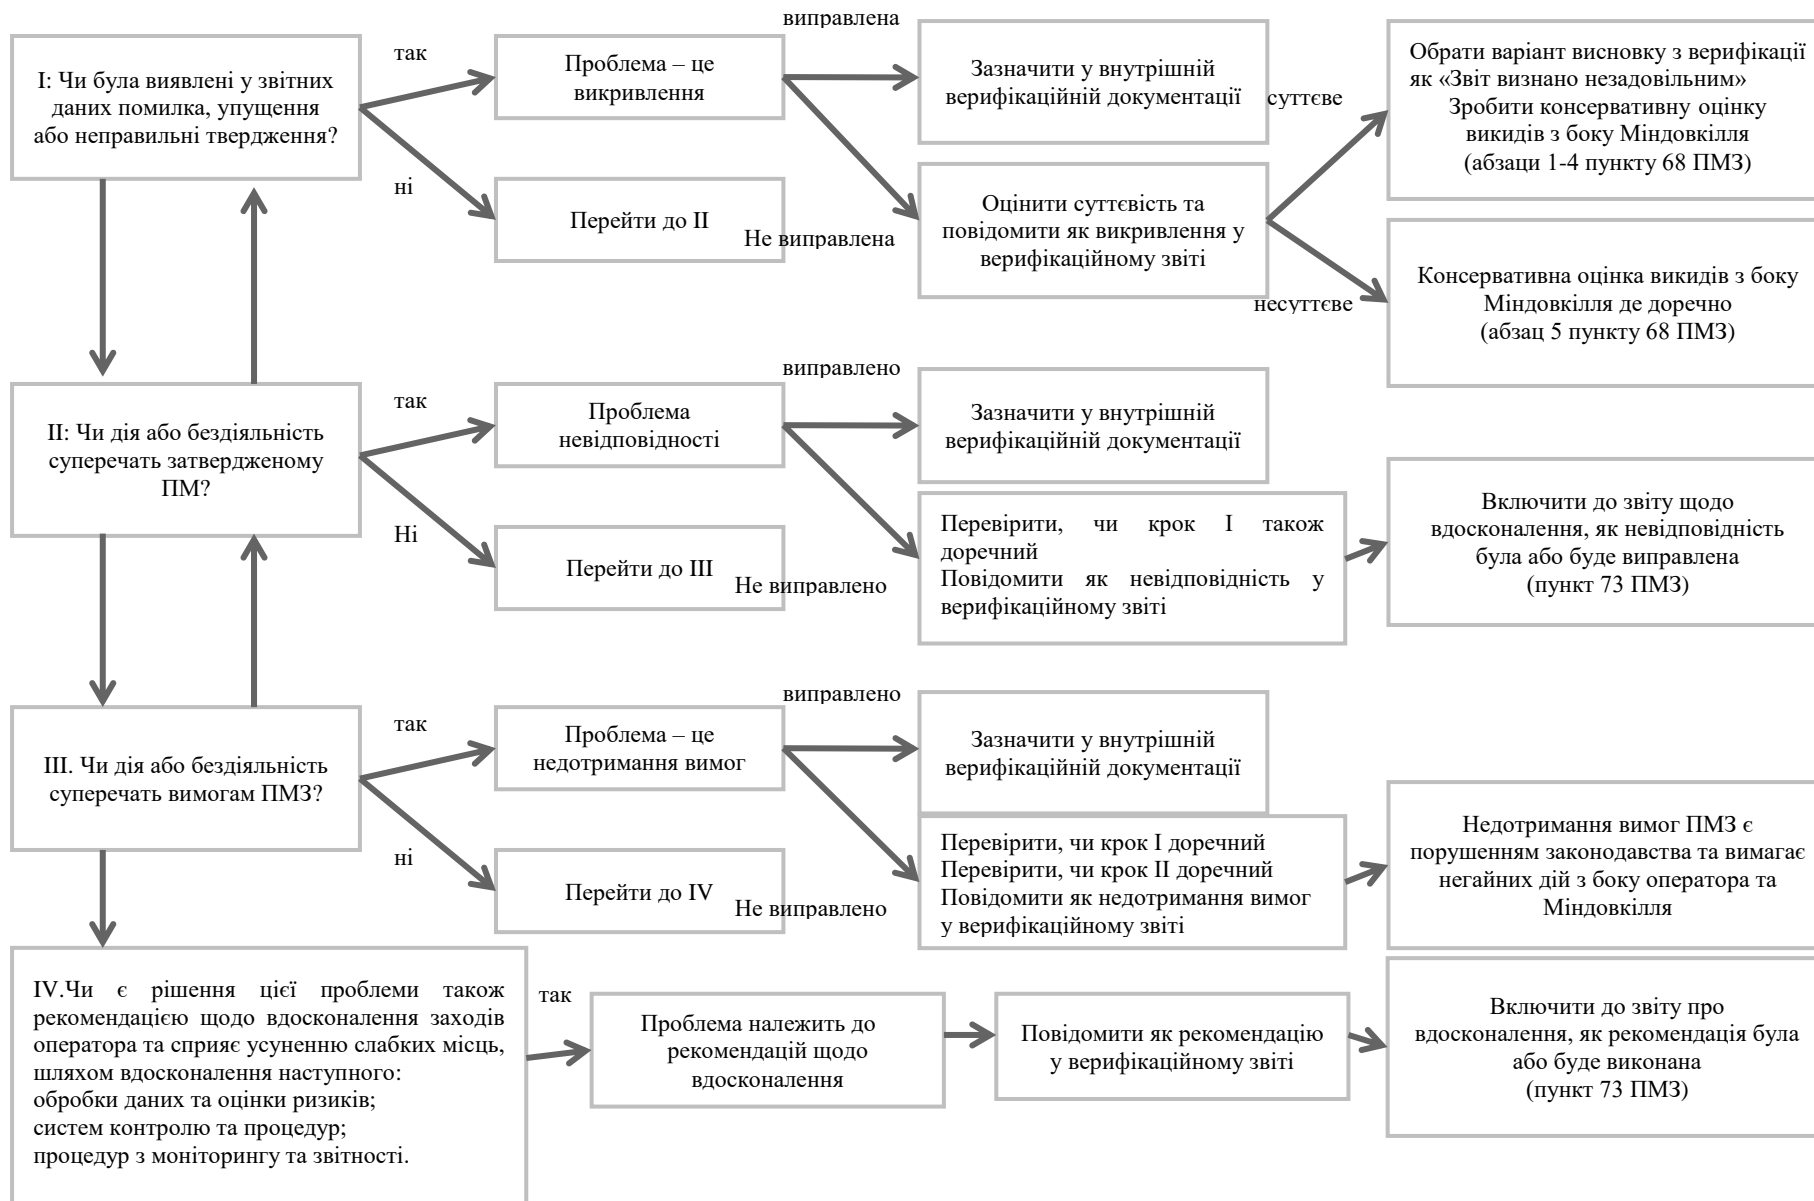 I: Чи була виявлені у звітних
даних помилка, упущення
або неправильні твердження?
так
ні
Проблема – це
викривлення
Перейти до II
виправлена
Не виправлена
Зазначити у внутрішній
верифікаційній документації
Оцінити суттєвість та
повідомити як викривлення у
верифікаційному звіті
суттєве
несуттєве
Обрати варіант висновку з верифікації
як «Звіт визнано незадовільним»
Зробити консервативну оцінку
викидів з боку Міндовкілля
(абзаци 1-4 пункту 68 ПМЗ)
Консервативна оцінка викидів з боку
Міндовкілля де доречно
(абзац 5 пункту 68 ПМЗ)
II: Чи дія або бездіяльність
суперечать затвердженому
ПМ?
так
Ні
Проблема
невідповідності
Перейти до III
виправлено
Не виправлено
Зазначити у внутрішній
верифікаційній документації
Перевірити, чи крок I також
доречний
Повідомити як невідповідність у
верифікаційному звіті
Включити до звіту щодо
вдосконалення, як невідповідність
була або буде виправлена
(пункт 73 ПМЗ)
III. Чи дія або бездіяльність
суперечать вимогам ПМЗ?
так
ні
Проблема – це
недотримання вимог
Перейти до IV
виправлено
Не виправлено
Зазначити у внутрішній
верифікаційній документації
Перевірити, чи крок I доречний
Перевірити, чи крок II доречний
Повідомити як недотримання вимог
у верифікаційному звіті
Недотримання вимог ПМЗ є
порушенням законодавства та вимагає
негайних дій з боку оператора та
Міндовкілля
IV.Чи є рішення цієї проблеми також
рекомендацією щодо вдосконалення заходів
оператора та сприяє усуненню слабких місць,
шляхом вдосконалення наступного:
обробки даних та оцінки ризиків;
систем контролю та процедур;
процедур з моніторингу та звітності.
так
Проблема належить до
рекомендацій щодо
вдосконалення
Повідомити як рекомендацію
у верифікаційному звіті
Включити до звіту про
вдосконалення, як рекомендація була
або буде виконана
(пункт 73 ПМЗ)